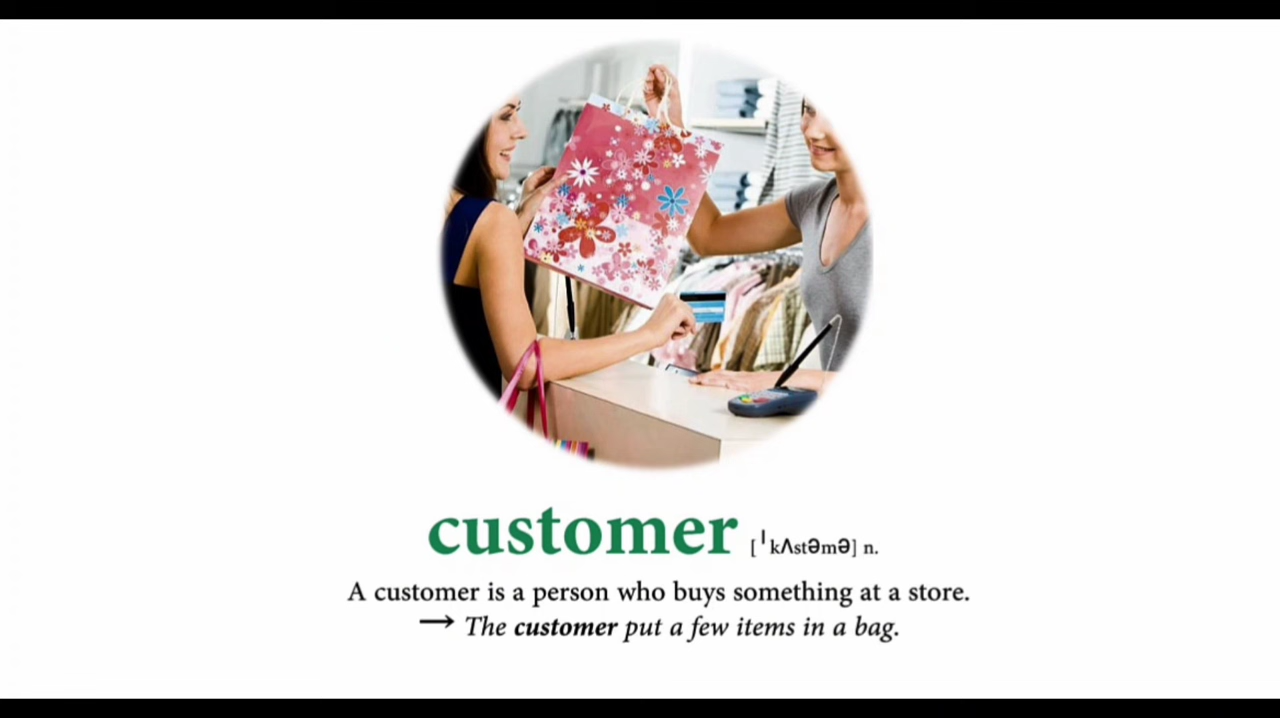 customer [ˈkʌstəmə] n.
A customer is a person who buys something at a store.
→ The customer put a few items in a bag.